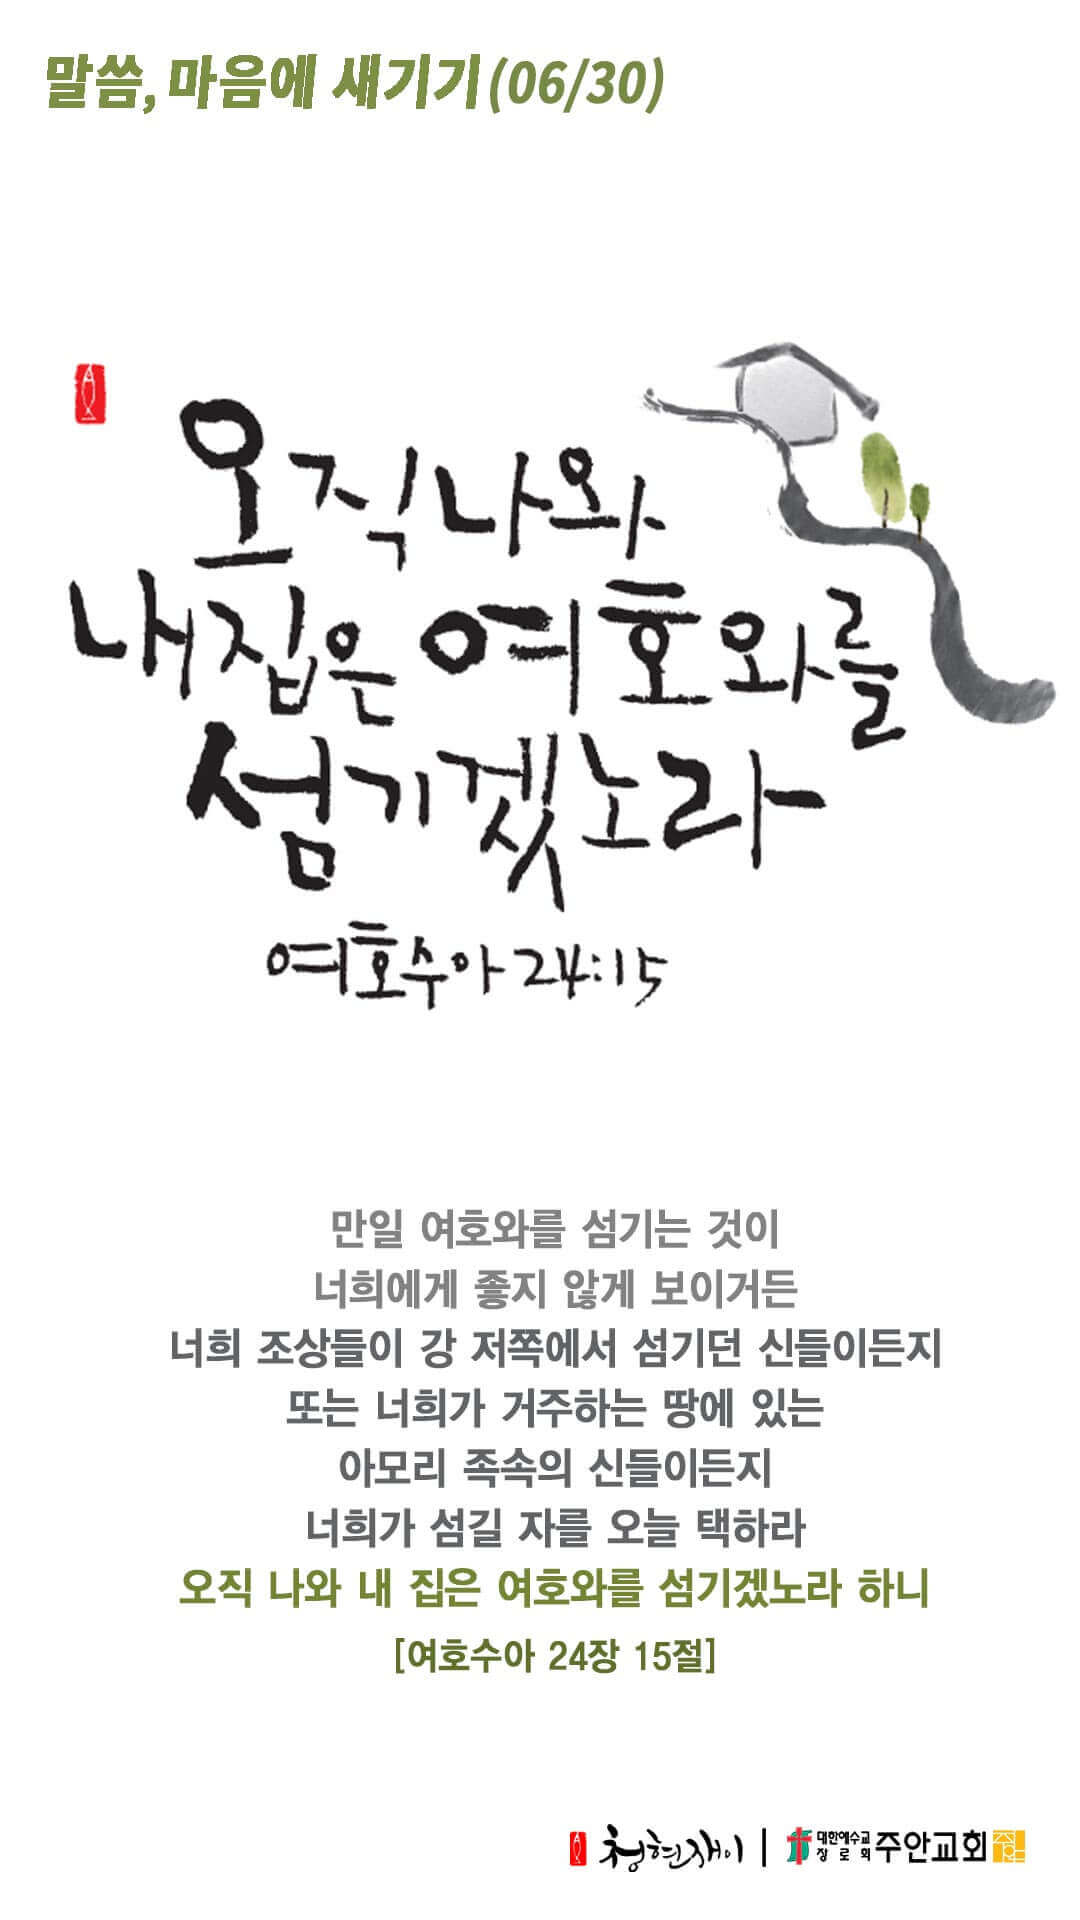 말씀, 마음에 새기기(06/30)
오직 나와
내 집은 여호와를
섬기겠노라
여호수아 24:15
만일 여호와를 섬기는 것이
너희에게 좋지 않게 보이거든
너희 조상들이 강 저쪽에서 섬기던 신들이든지
또는 너희가 거주하는 땅에 있는
아모리 족속의 신들이든지
너희가 섬길 자를 오늘 택하라
오직 나와 내 집은 여호와를 섬기겠노라 하니
[여호수아 24장 15절]
청현재이 | 대한예수교
장로회 주안교회